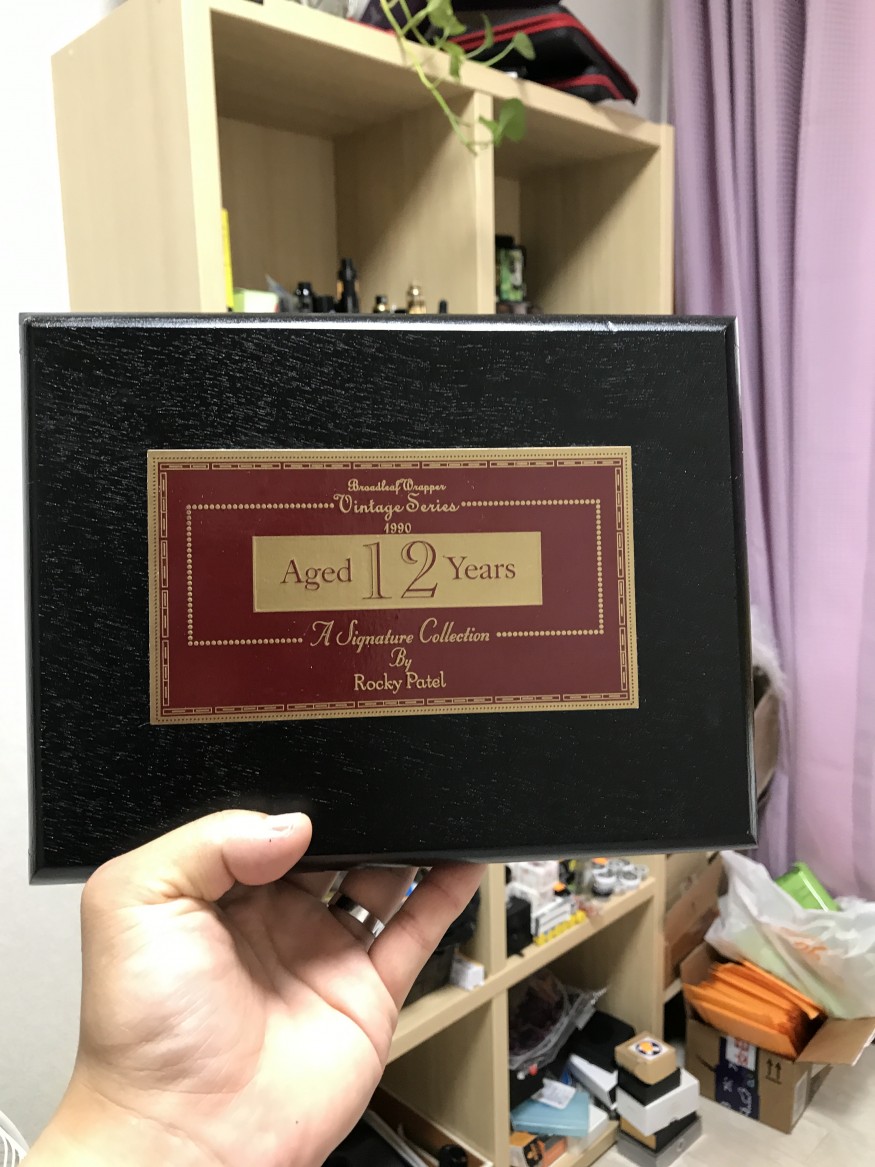 Broadleaf Wrapper
Vintage Series
1990
Aged 12 Years
A Signature Collection
By
Rocky Patel